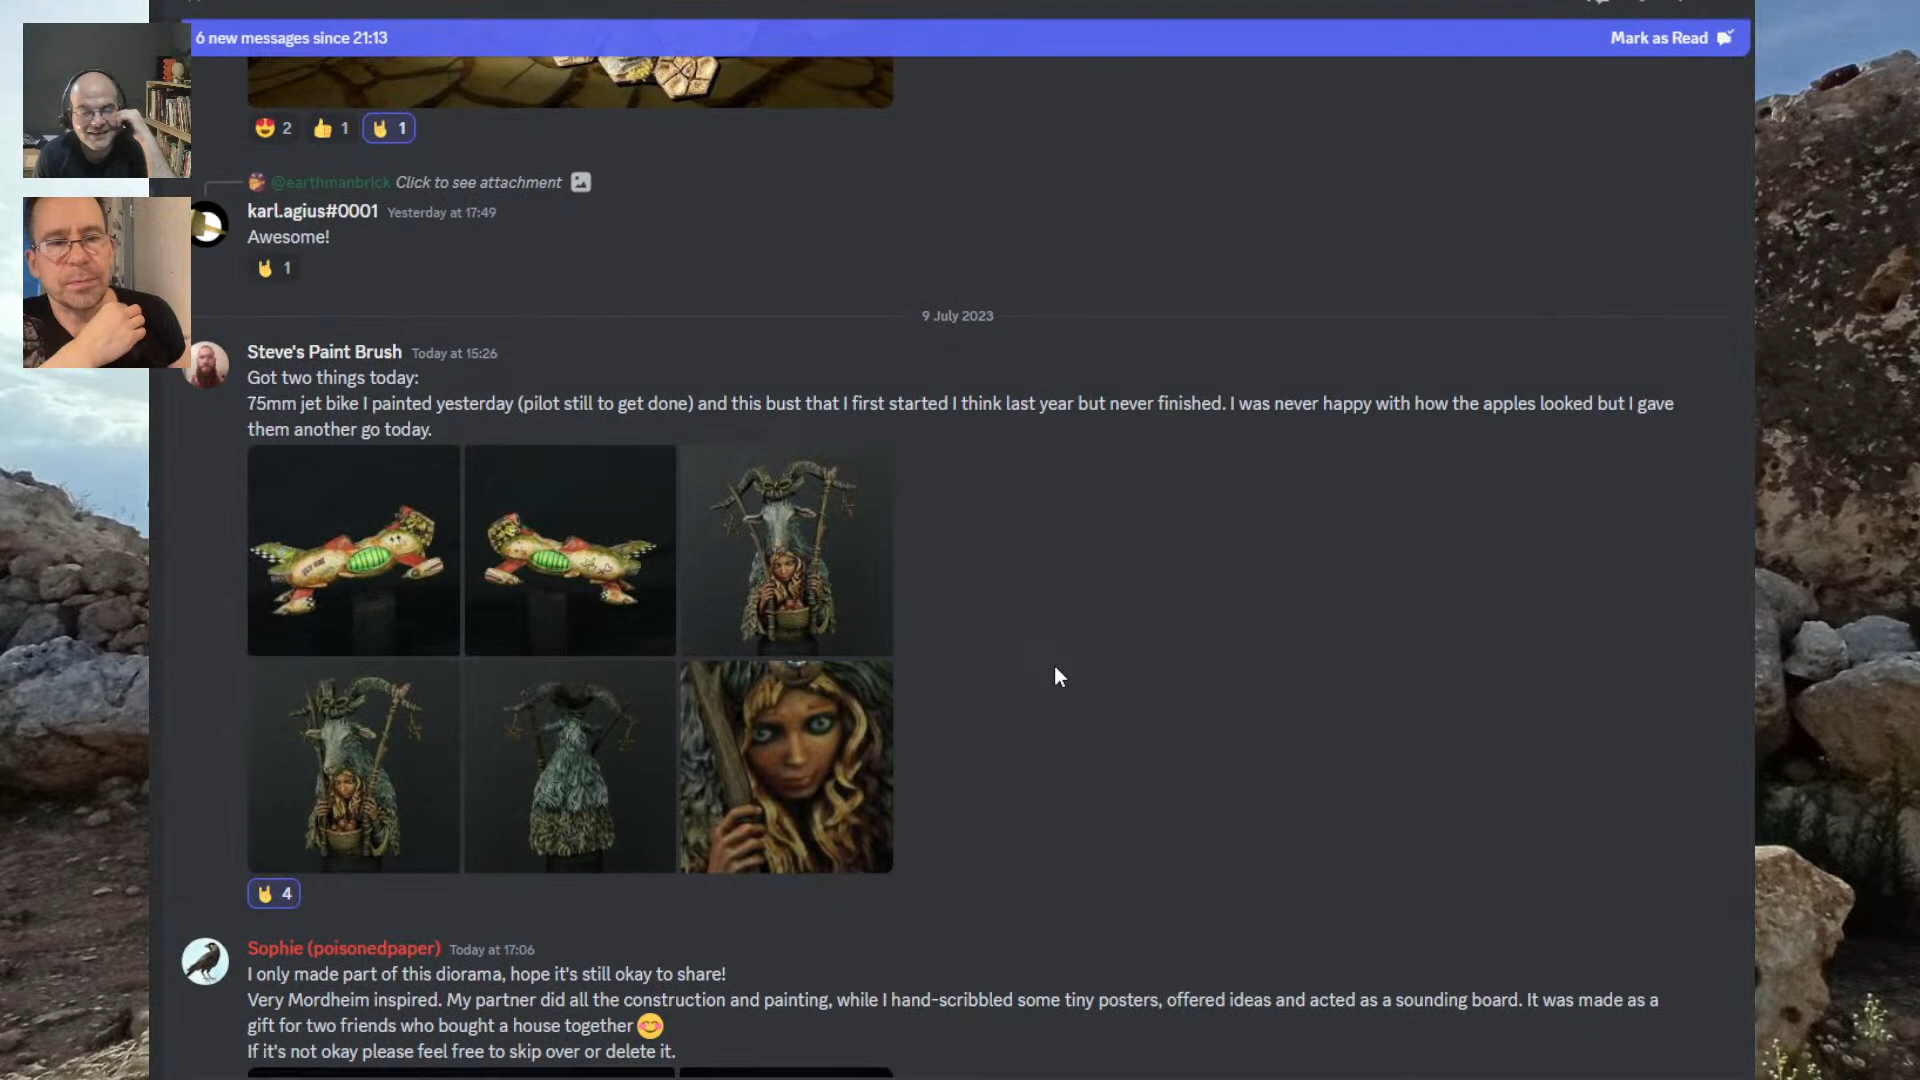 6 new messages since 21:13
Mark as Read
2 1 1
@earthmanbrick Click to see attachment
karl.agius#0001 Yesterday at 17:49
Awesome!
1
9 July 2023
Steve's Paint Brush Today at 15:26
Got two things today:
75mm jet bike I painted yesterday (pilot still to get done) and this bust that I first started I think last year but never finished. I was never happy with how the apples looked but I gave
them another go today.
4
Sophie (poisonedpaper) Today at 17:06
I only made part of this diorama, hope it's still okay to share!
Very Mordheim inspired. My partner did all the construction and painting, while I hand-scribbled some tiny posters, offered ideas and acted as a sounding board. It was made as a
gift for two friends who bought a house together
If it's not okay please feel free to skip over or delete it.